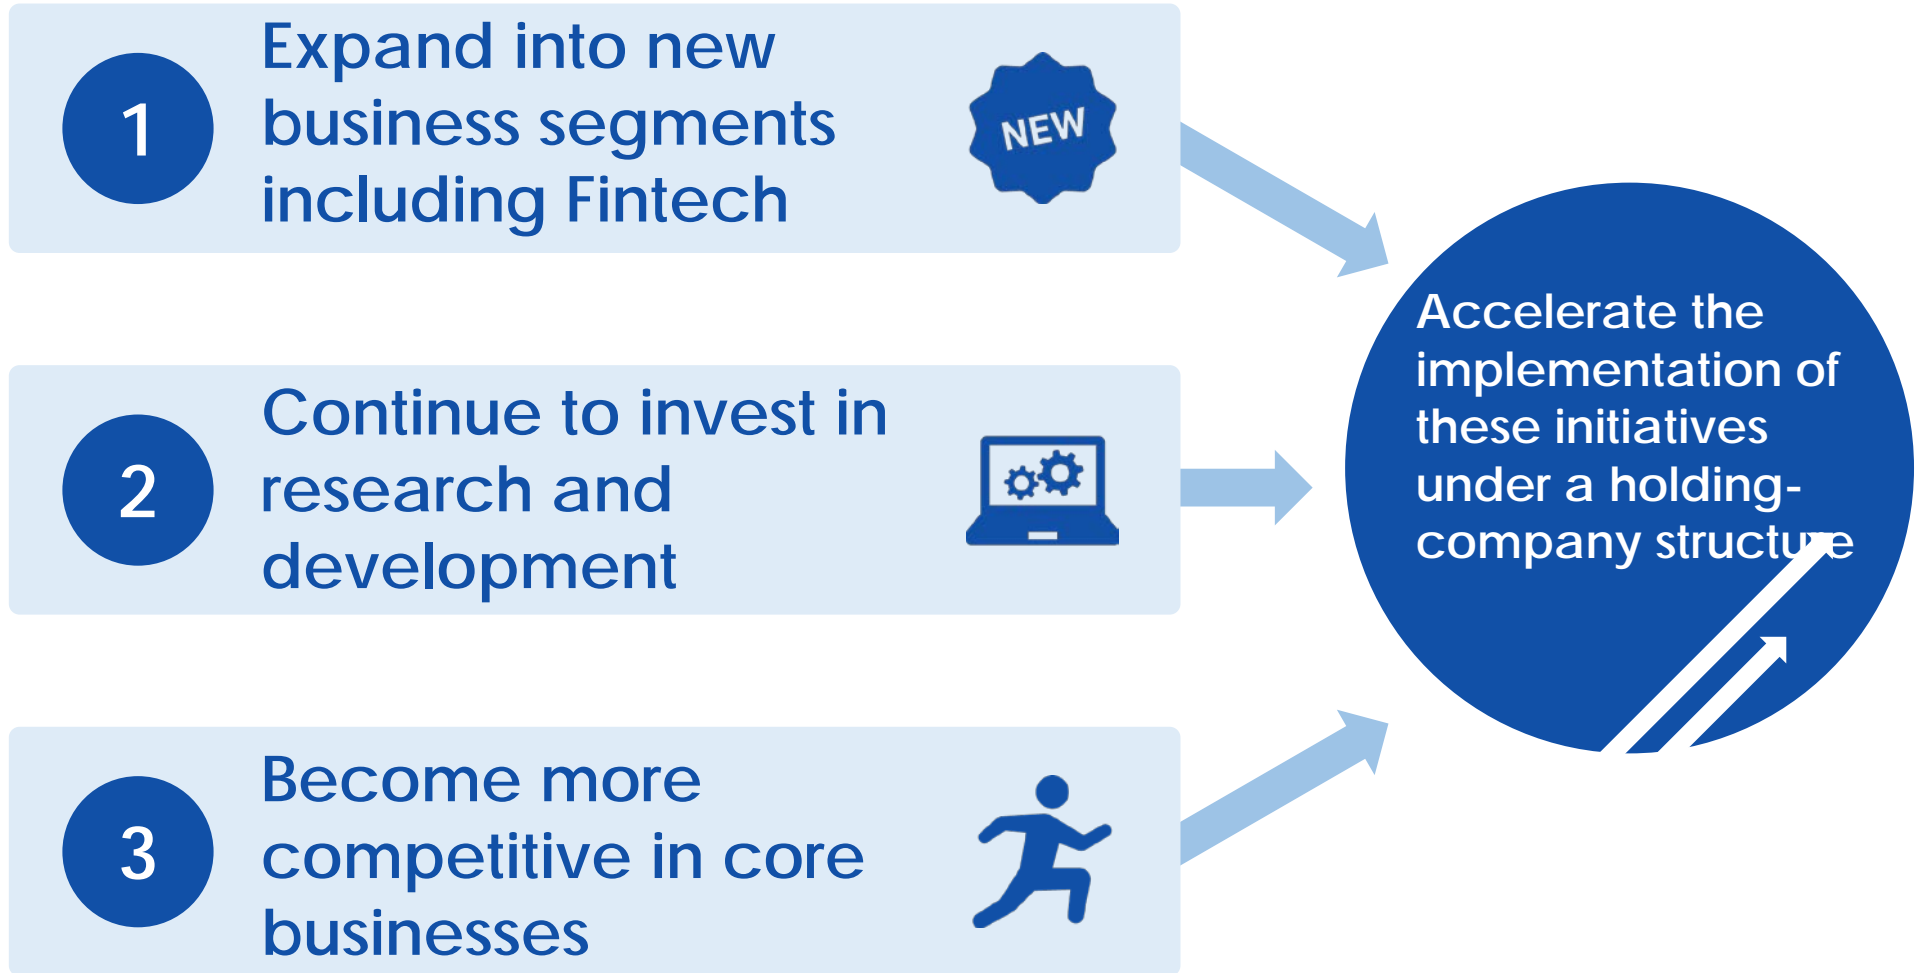 1
Expand into new
business segments
including Fintech
NEW
2
Continue to invest in
research and
development
3
Become more
competitive in core
businesses
Accelerate the
implementation of
these initiatives
under a holding-
company structure